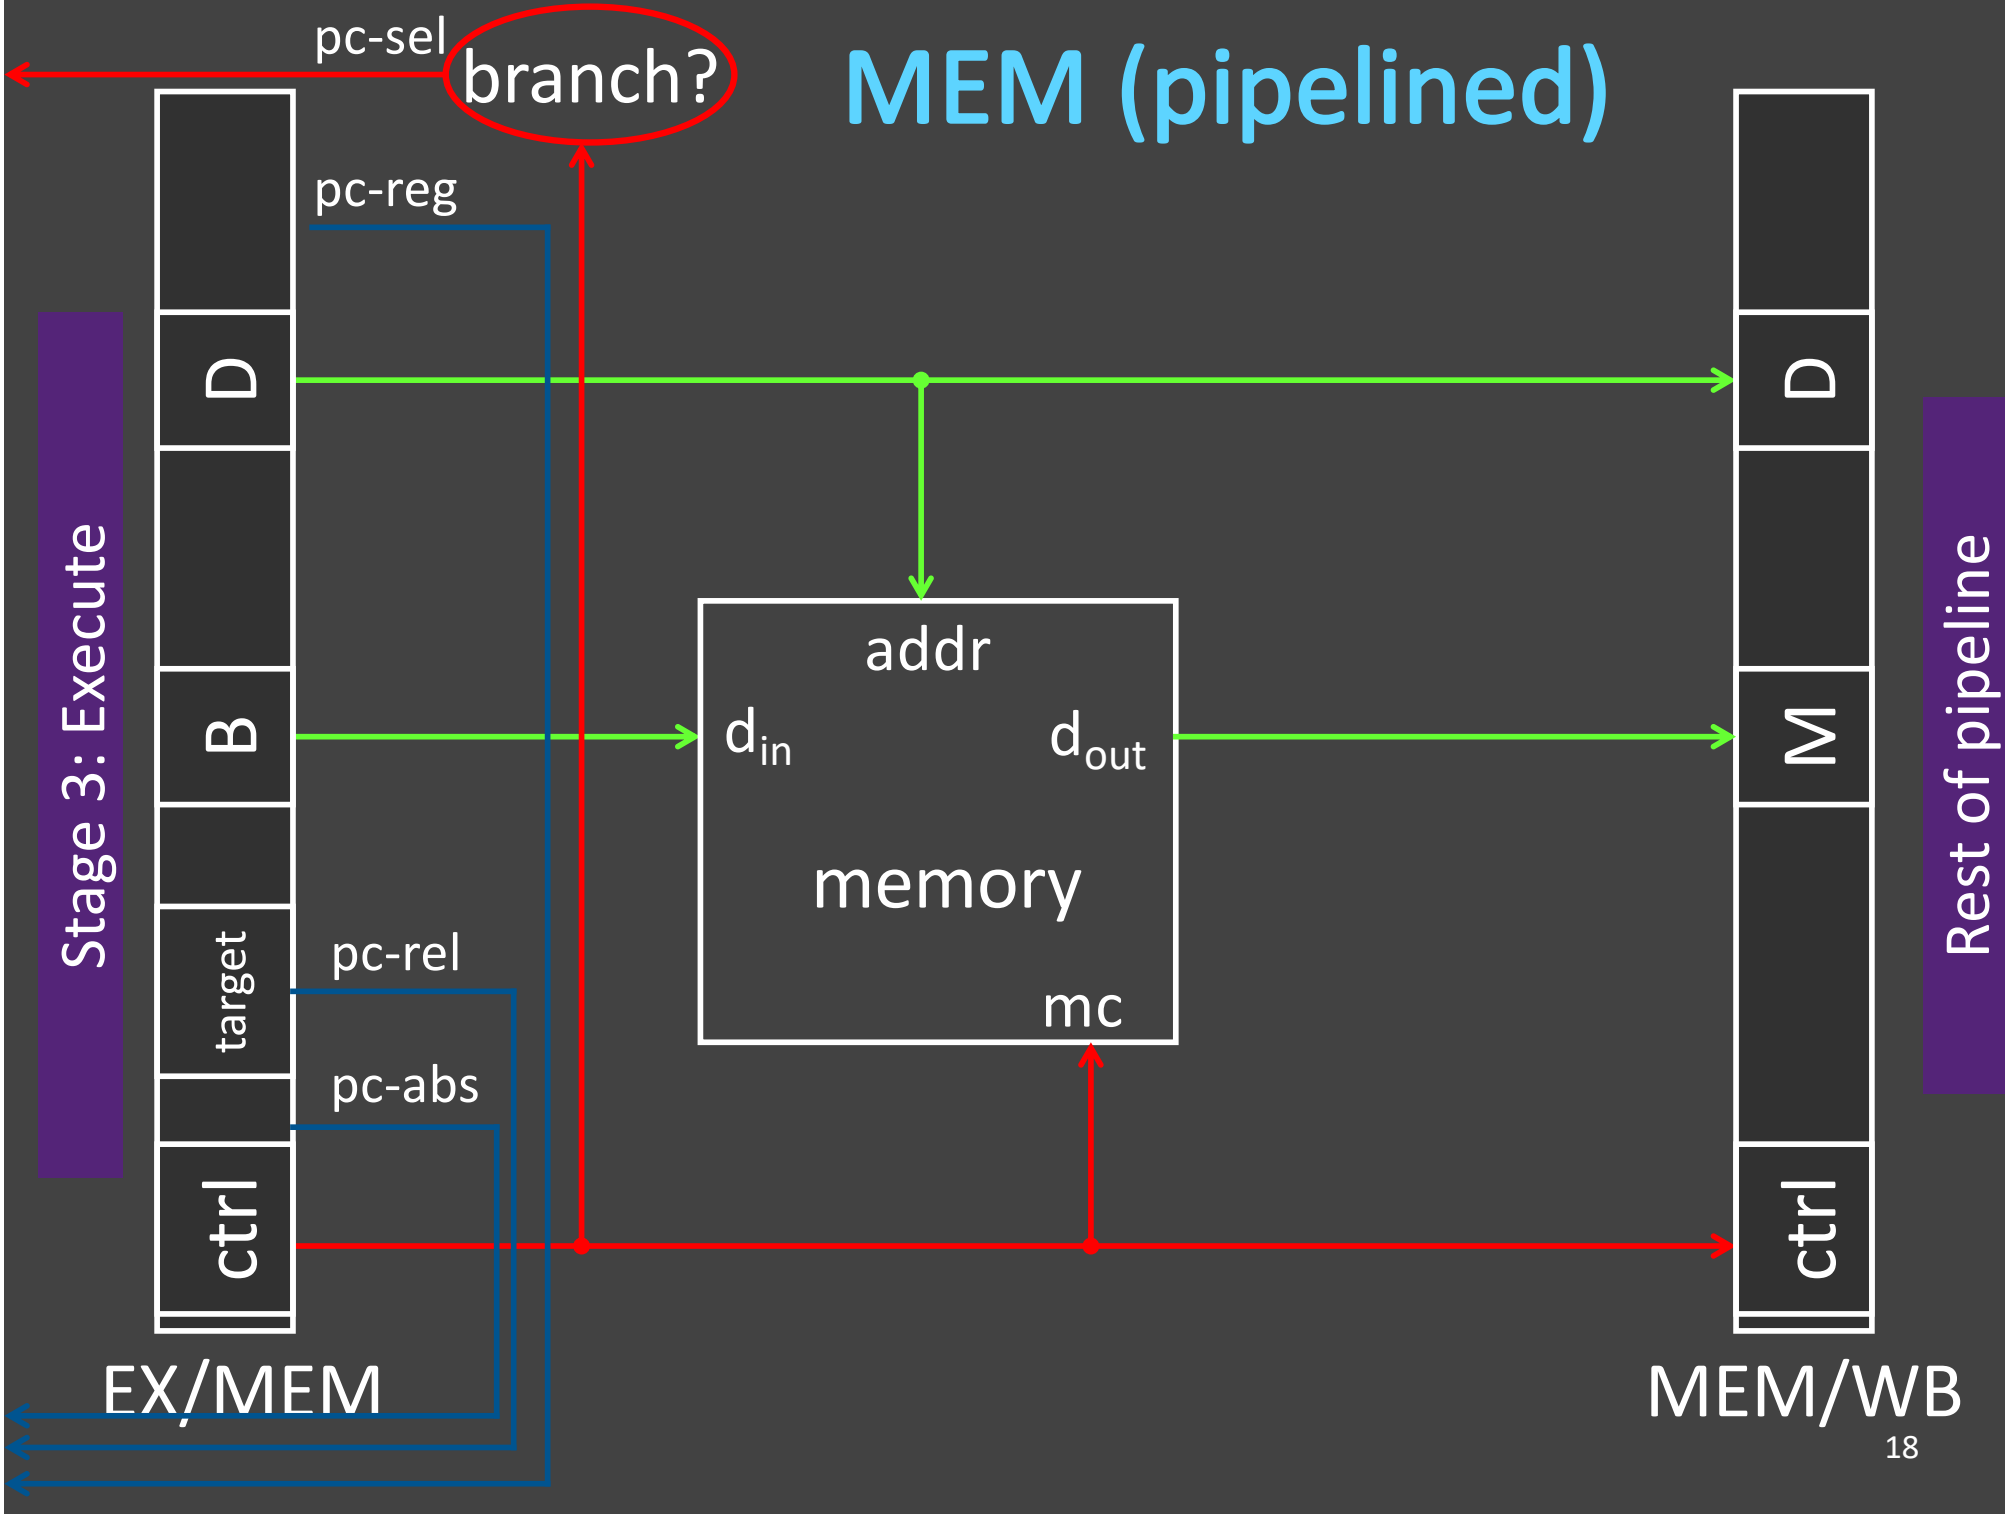 MEM (pipelined)
pc-sel
branch?
pc-reg
Stage 3: Execute
D
B
target
ctrl
EX/MEM
pc-rel
pc-abs
addr
din
dout
memory
mc
D
M
ctrl
MEM/WB
Rest of pipeline
18